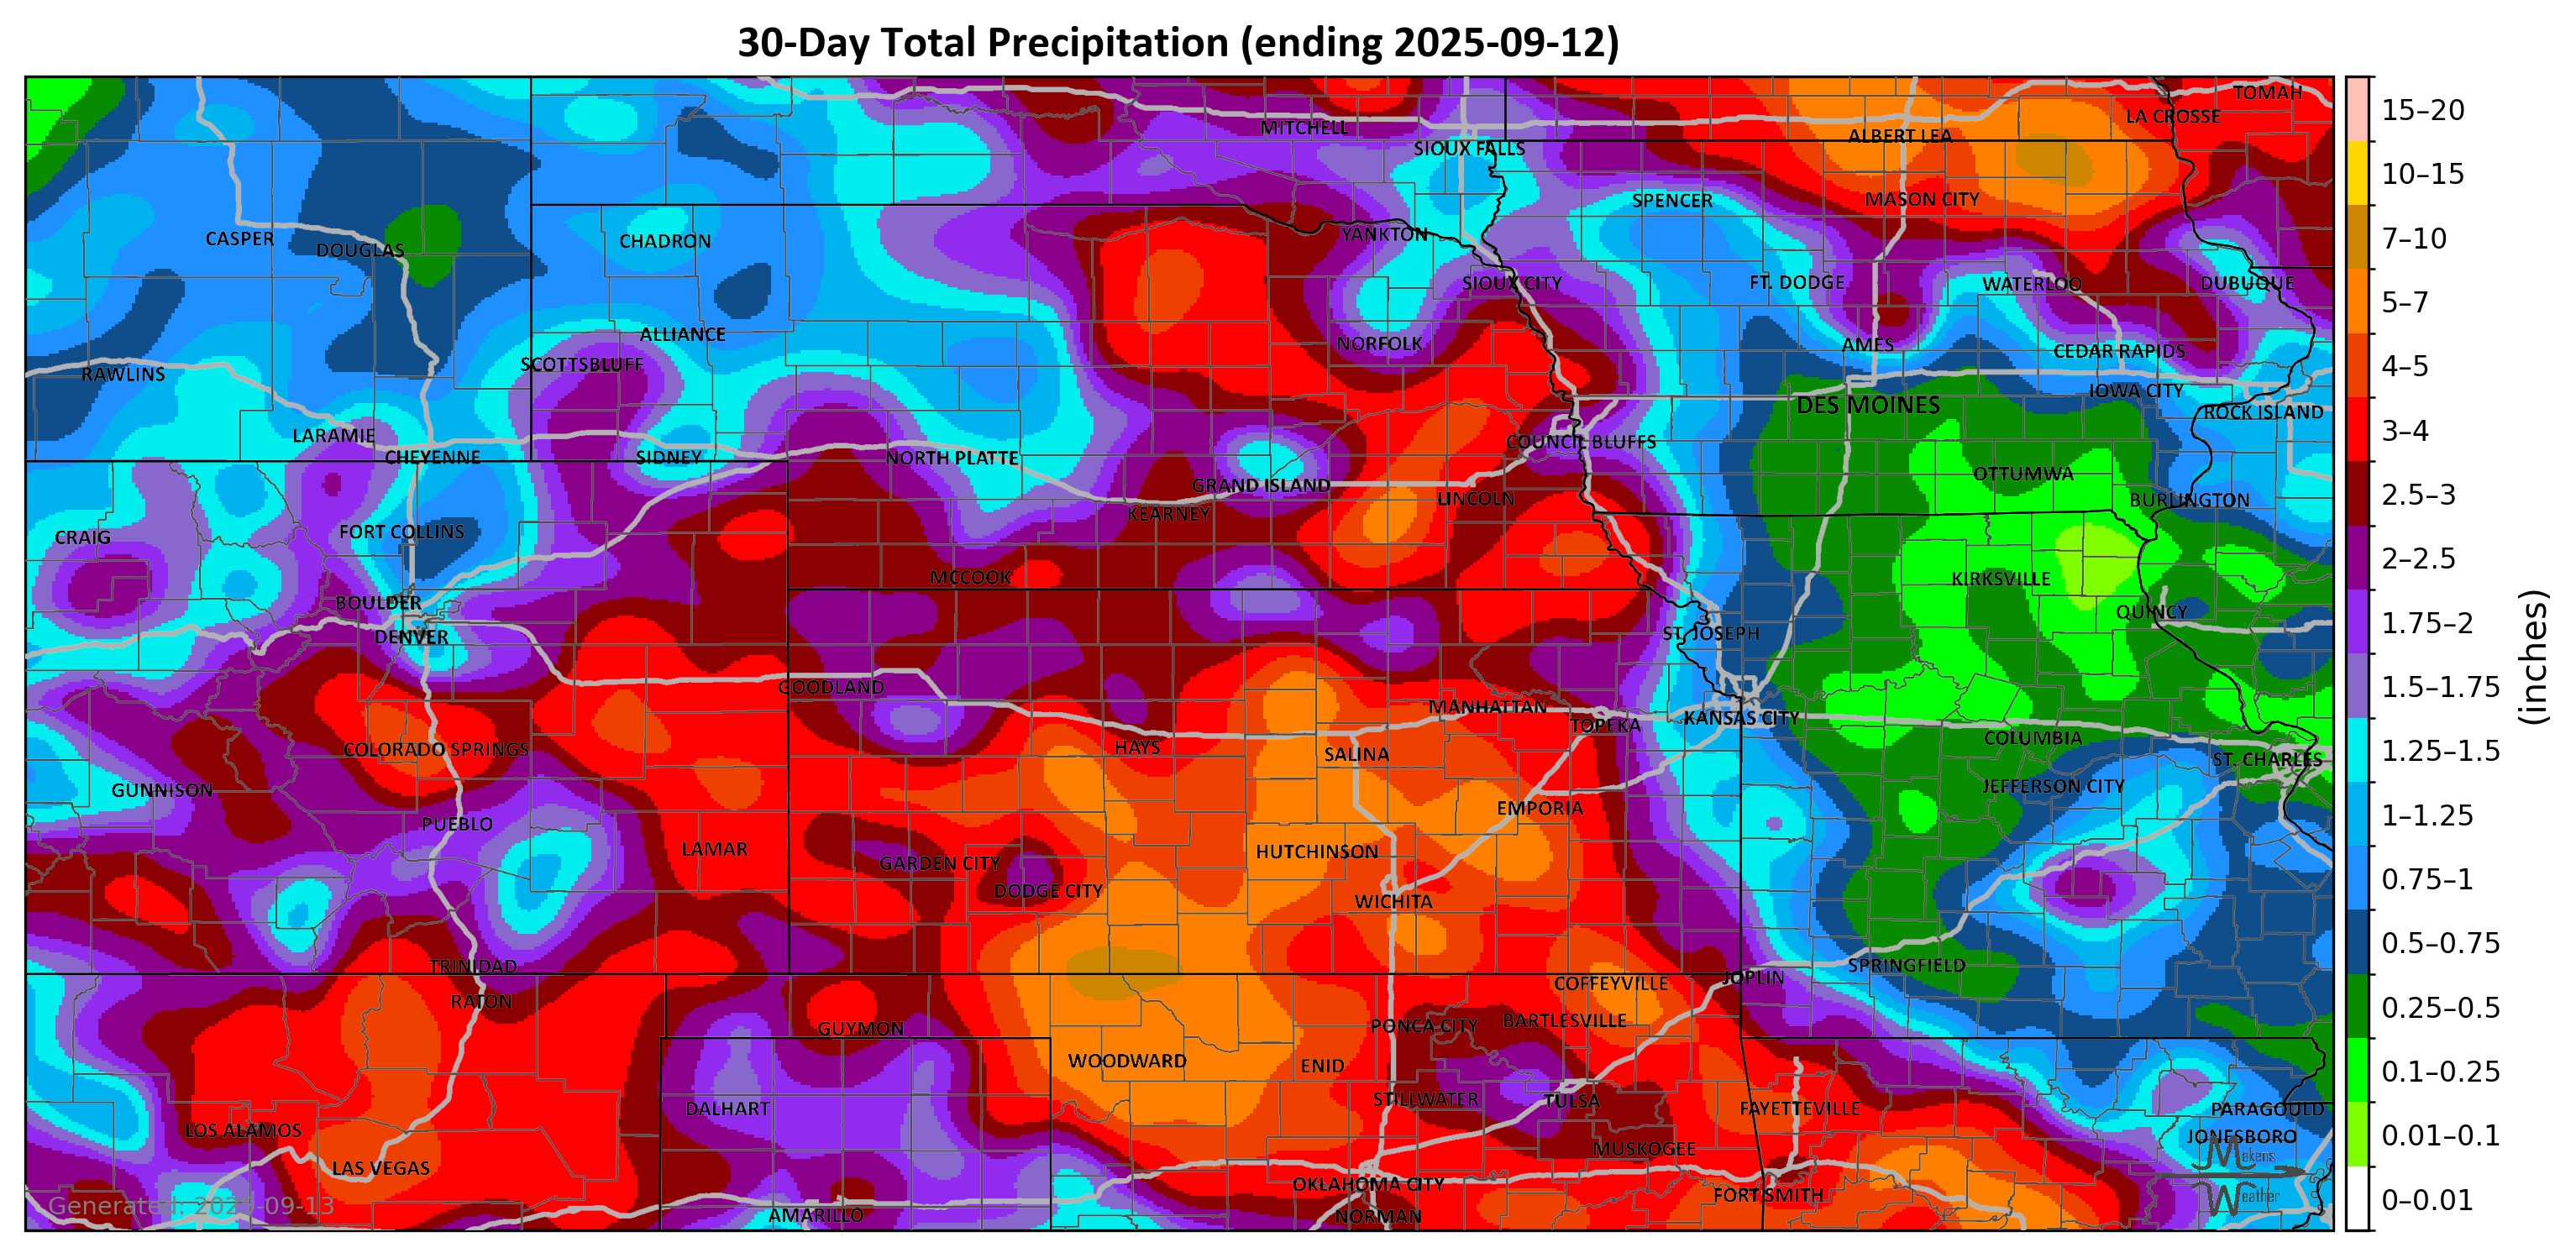 30-Day Total Precipitation (ending 2025-09-12)
TOMAH
LA CROSSE
MITCHELL
ALBERT LEA
SIOUX FALLS
SPENCER
MASON CITY
CASPER
DOUGLAS
CHADRON
YANKTON
SIOUX CITY
FT. DODGE
WATERLOO
DUBUQUE
ALLIANCE
NORFOLK
AMES
CEDAR RAPIDS
SCOTTSBLUFF
RAWLINS
IOWA CITY
DES MOINES
ROCK ISLAND
LARAMIE
COUNCIL BLUFFS
CHEYENNE
SIDNEY
NORTH PLATTE
OTTUMWA
GRAND ISLAND
LINCOLN
BURLINGTON
KEARNEY
CRAIG
FORT COLLINS
MCCOOK
KIRKSVILLE
BOULDER
QUINCY
DENVER
ST. JOSEPH
GOODLAND
MANHATTAN
TOPEKA
KANSAS CITY
COLUMBIA
COLORADO SPRINGS
HAYS
SALINA
ST. CHARLES
GUNNISON
JEFFERSON CITY
EMPORIA
PUEBLO
LAMAR
GARDEN CITY
HUTCHINSON
DODGE CITY
WICHITA
TRINIDAD
SPRINGFIELD
JOPLIN
COFFEYVILLE
RATON
GUYMON
PONCA CITY
BARTLESVILLE
WOODWARD
ENID
DALHART
STILLWATER
TULSA
FAYETTEVILLE
PARAGOULD
LOS ALAMOS
JONESBORO
MUSKOGEE
LAS VEGAS
OKLAHOMA CITY
FORT SMITH
AMARILLO
NORMAN
Generated: 2025-09-13
Makens
Weather
15–20
10–15
7–10
5–7
4–5
3–4
2.5–3
2–2.5
1.75–2
1.5–1.75
1.25–1.5
1–1.25
0.75–1
0.5–0.75
0.25–0.5
0.1–0.25
0.01–0.1
0–0.01
(inches)